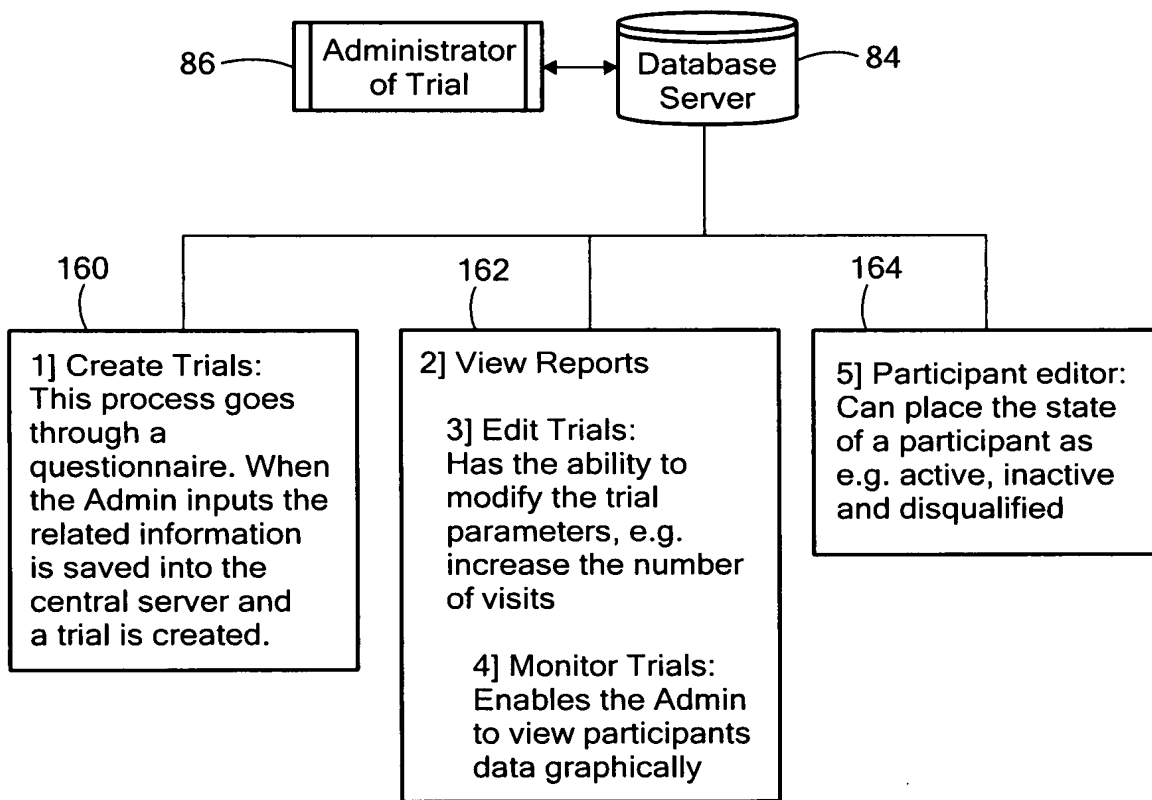 86
Administrator
of Trial
Database
Server
84
160
162
164
1] Create Trials:
This process goes
through a
questionnaire. When
the Admin inputs the
related information
is saved into the
central server and
a trial is created.
2] View Reports
3] Edit Trials:
Has the ability to
modify the trial
parameters, e.g.
increase the number
of visits
4] Monitor Trials:
Enables the Admin
to view participants
data graphically
5] Participant editor:
Can place the state
of a participant as
e.g. active, inactive
and disqualified